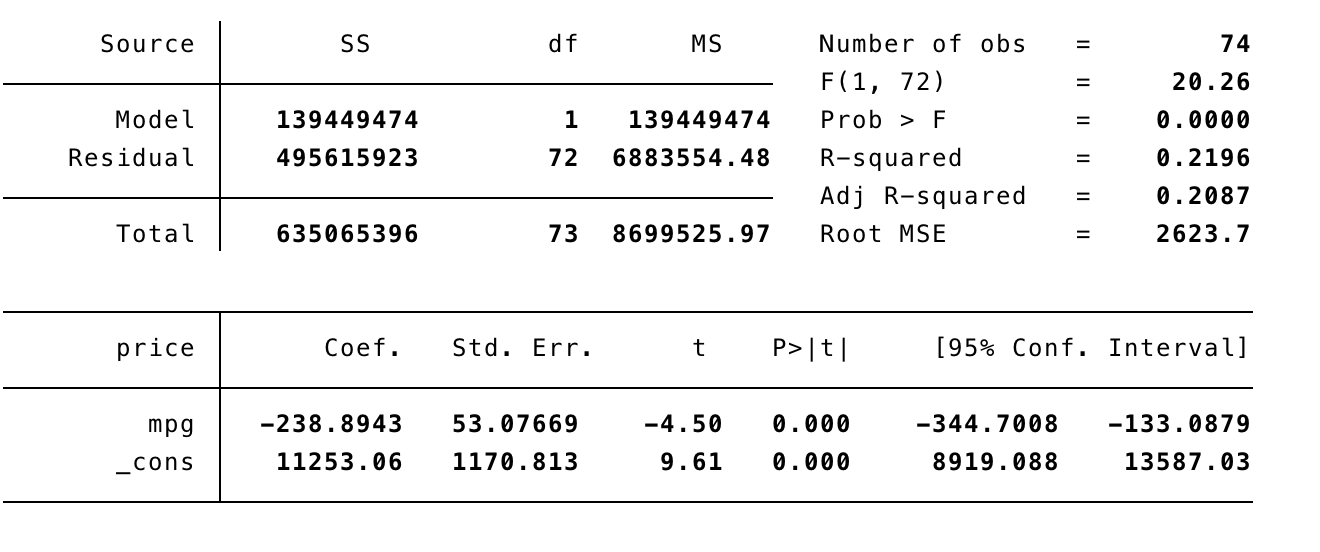 Source SS df MS Number of obs = 74
F(1, 72) = 20.26
Model 139449474 1 139449474 Prob > F = 0.0000
Residual 495615923 72 6883554.48 R-squared = 0.2196
Adj R-squared = 0.2087
Total 635065396 73 8699525.97 Root MSE = 2623.7
price Coef. Std. Err. t P>|t| [95% Conf. Interval]
mpg -238.8943 53.07669 -4.50 0.000 -344.7008 -133.0879
_cons 11253.06 1170.813 9.61 0.000 8919.088 13587.03